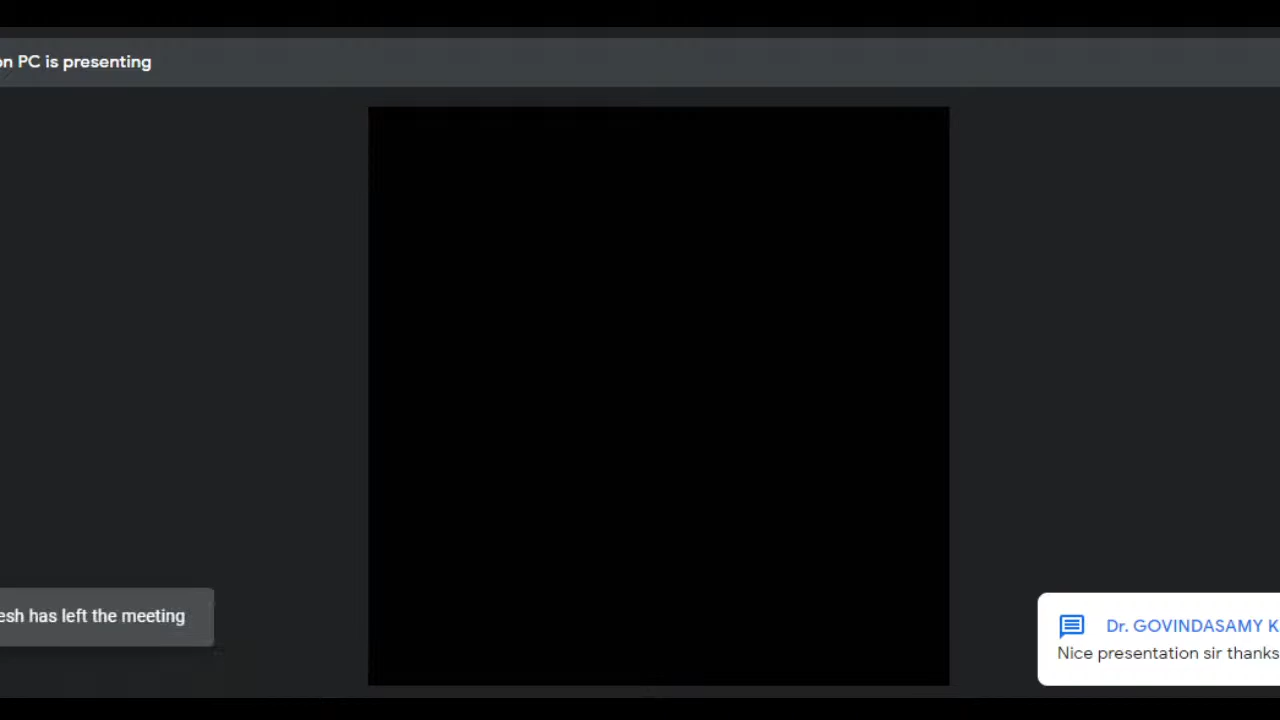 on PC is presenting
esh has left the meeting
Dr. GOVINDASAMY K
Nice presentation sir thanks